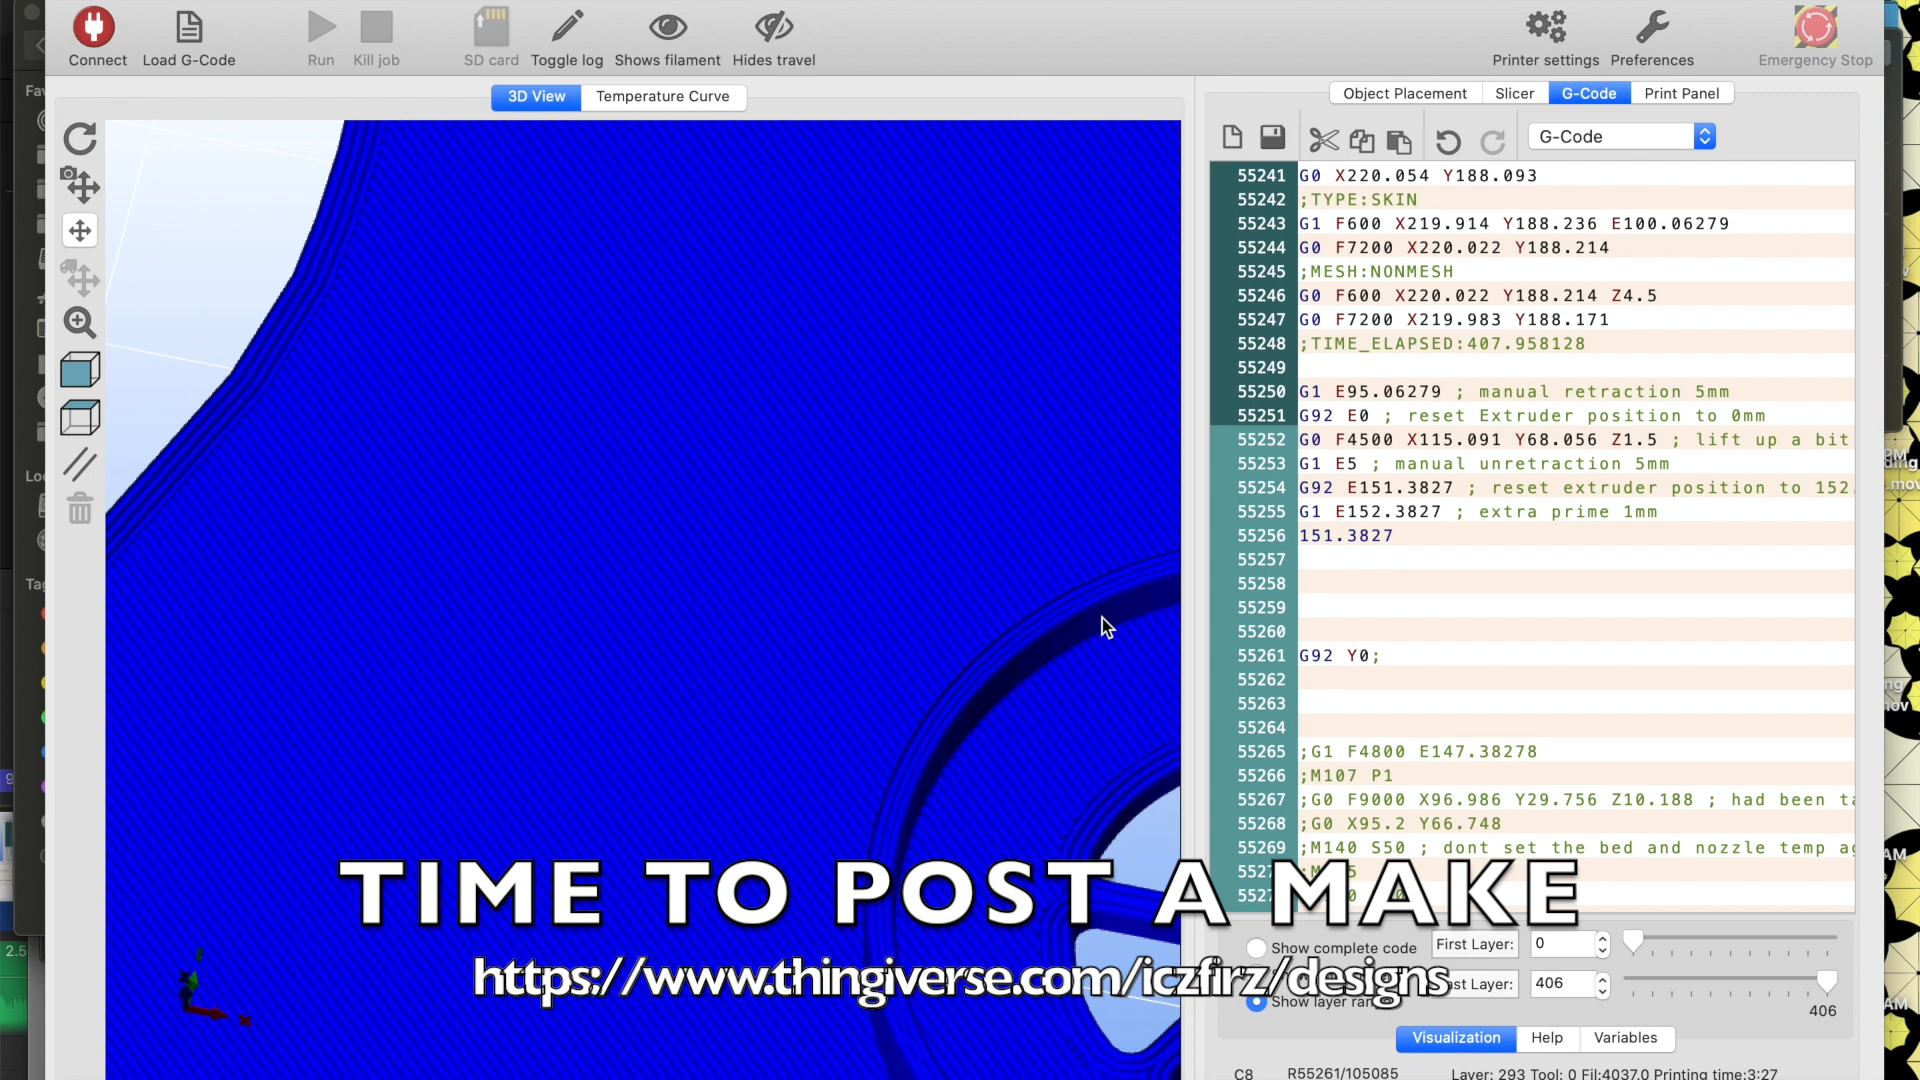 Connect
Load G-Code
Run
Kill job
SD card
Toggle log
Shows filament
Hides travel
Printer settings
Preferences
Emergency Stop
3D View
Temperature Curve
Object Placement
Slicer
G-Code
Print Panel
G-Code
55241 G0 X220.054 Y188.093
55242 ;TYPE:SKIN
55243 G1 F600 X219.914 Y188.236 E100.06279
55244 G0 F7200 X220.022 Y188.214
55245 ;MESH:NONMESH
55246 G0 F600 X220.022 Y188.214 Z4.5
55247 G0 F7200 X219.983 Y188.171
55248 ;TIME_ELAPSED:407.958128
55249
55250 G1 E95.06279 ; manual retraction 5mm
55251 G92 E0 ; reset Extruder position to 0mm
55252 G0 F4500 X115.091 Y68.056 Z1.5 ; lift up a bit
55253 G1 E5 ; manual unretraction 5mm
55254 G92 E151.3827 ; reset extruder position to 152.
55255 G1 E152.3827 ; extra prime 1mm
55256 151.3827
55257
55258
55259
55260
55261 G92 Y0;
55262
55263
55264
55265 ;G1 F4800 E147.38278
55266 ;M107 P1
55267 ;G0 F9000 X96.986 Y29.756 Z10.188 ; had been ta
55268 ;G0 X95.2 Y66.748
55269 ;M140 S50 ; dont set the bed and nozzle temp ag
TIME TO POST A MAKE
https://www.thingiverse.com/iczfirz/designs
Show complete code
First Layer: 0
Last Layer: 406
Show layer ran
406
Visualization
Help
Variables
C8 R55261/105085 Layer: 293 Tool: 0 Fil:4037.0 Printing time:3:27